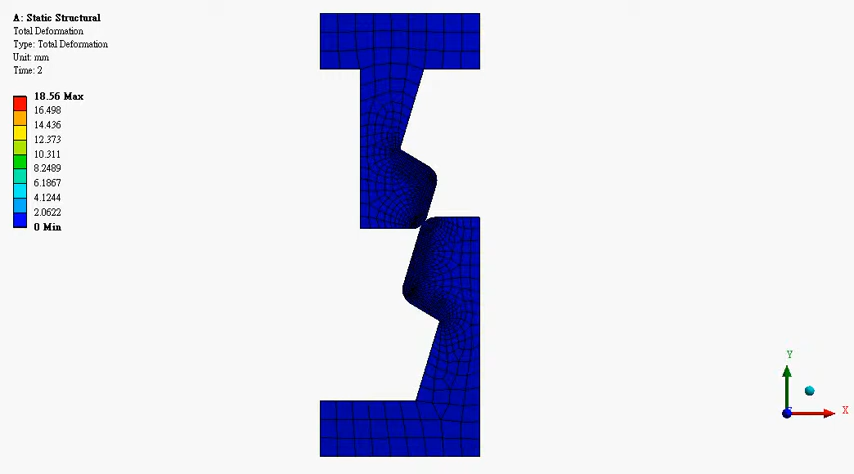 A: Static Structural
Total Deformation
Type: Total Deformation
Unit: mm
Time: 2
18.56 Max
16.498
14.436
12.373
10.311
8.2489
6.1867
4.1244
2.0622
0 Min
Y
X